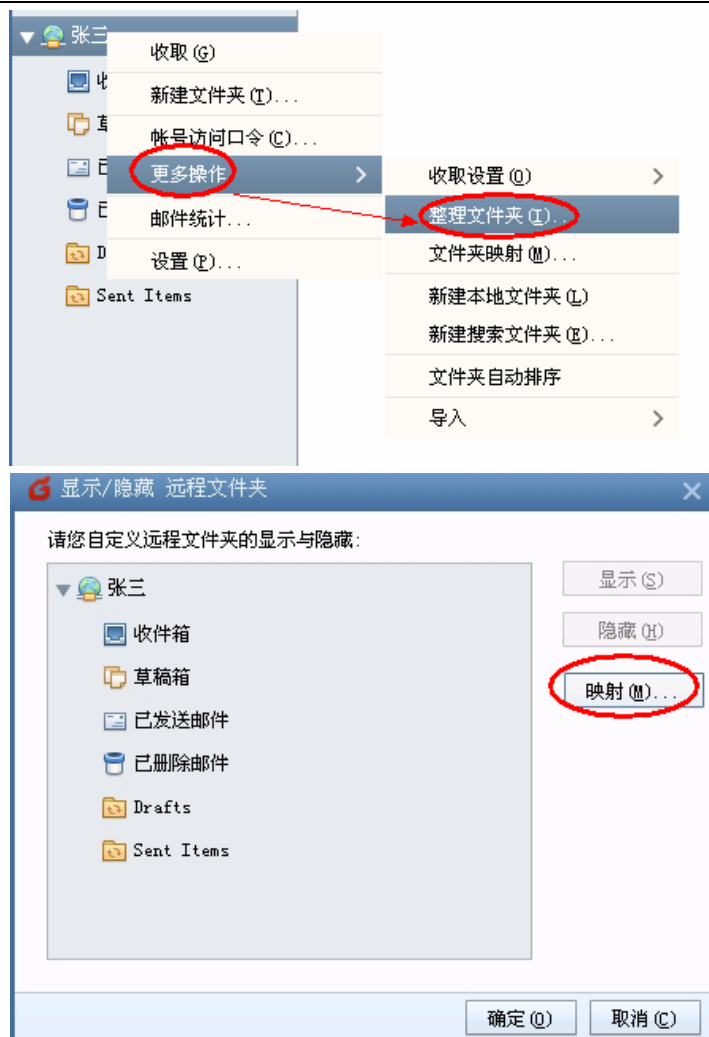 张三
收取(G)
新建文件夹(T)...
帐号访问口令(C)...
更多操作
邮件统计...
设置(P)...
Sent Items
收取设置(O)
整理文件夹(I)...
文件夹映射(M)...
新建本地文件夹(L)
新建搜索文件夹(E)...
文件夹自动排序
导入
显示/隐藏 远程文件夹
请您自定义远程文件夹的显示与隐藏:
张三
收件箱
草稿箱
已发送邮件
已删除邮件
Drafts
Sent Items
显示(S)
隐藏(H)
映射(M)...
确定(O)
取消(C)